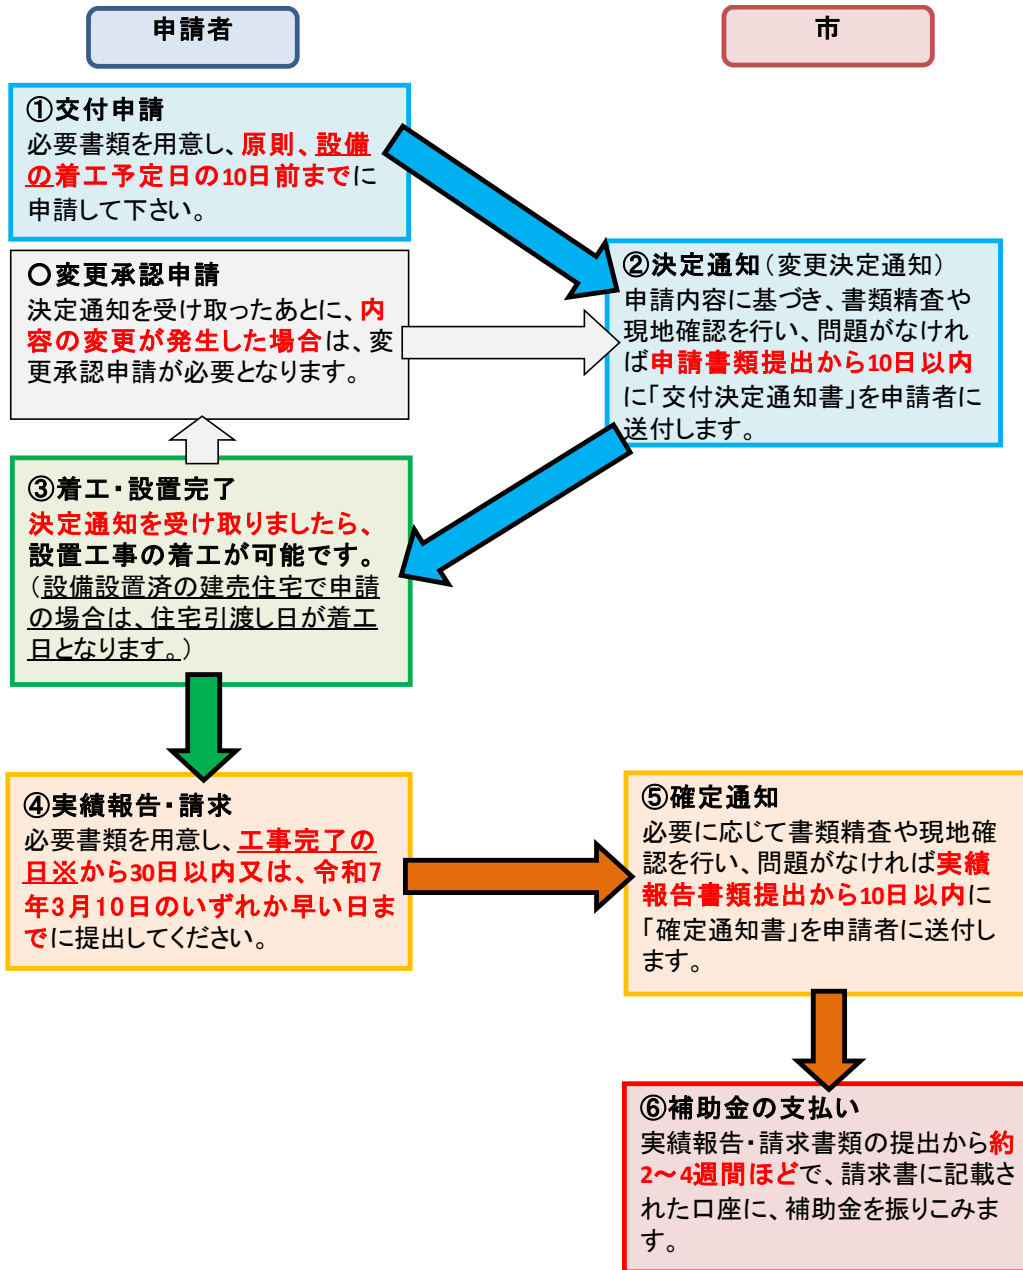 申請者
市
①交付申請
必要書類を用意し、原則、設備
の着工予定日の10日前までに
申請して下さい。
○変更承認申請
決定通知を受け取ったあとに、内
容の変更が発生した場合は、変
更承認申請が必要となります。
②決定通知（変更決定通知）
申請内容に基づき、書類精査や
現地確認を行い、問題がなけれ
ば申請書類提出から10日以内
に「交付決定通知書」を申請者に
送付します。
③着工・設置完了
決定通知を受け取りましたら、
設置工事の着工が可能です。
（設備設置済の建売住宅で申請
の場合は、住宅引渡し日が着工
日となります。）
④実績報告・請求
必要書類を用意し、工事完了の
日※から30日以内又は、令和7
年3月10日のいずれか早い日ま
でに提出してください。
⑤確定通知
必要に応じて書類精査や現地確
認を行い、問題がなければ実績
報告書類提出から10日以内に
「確定通知書」を申請者に送付し
ます。
⑥補助金の支払い
実績報告・請求書類の提出から約
2～4週間ほどで、請求書に記載さ
れた口座に、補助金を振りこみま
す。